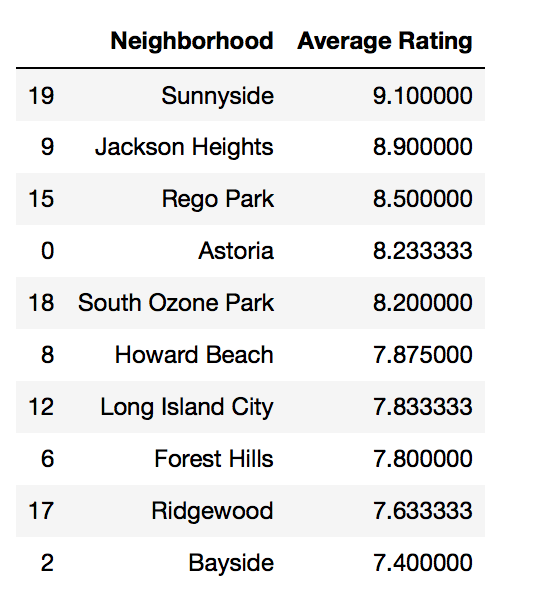 Neighborhood Average Rating
19 Sunnyside 9.100000
9 Jackson Heights 8.900000
15 Rego Park 8.500000
0 Astoria 8.233333
18 South Ozone Park 8.200000
8 Howard Beach 7.875000
12 Long Island City 7.833333
6 Forest Hills 7.800000
17 Ridgewood 7.633333
2 Bayside 7.400000